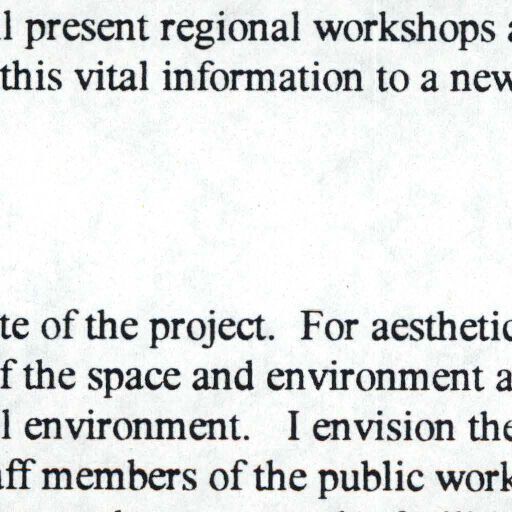 l present regional workshops
this vital information to a new
te of the project. For aesthetic
f the space and environment a
l environment. I envision the
aff members of the public work